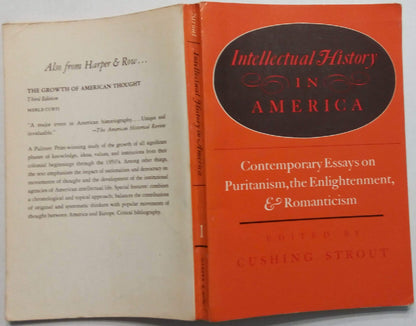 Also from Harper & Row...
THE GROWTH OF AMERICAN THOUGHT
Third Edition
MERLE CURTI
"A major event in American historiography.... Unique and
invaluable."
—The American Historical Review
A Pulitzer Prize-winning study of the growth of all significant
phases of knowledge, ideas, values, and institutions from their
colonial beginnings through the 1950's. Among other things,
the text emphasizes the impact of nationalism and democracy on
movements of thought and the development of the institutional
agencies of American intellectual life. Special features: combines
a chronological and topical approach; balances the contributions
of original and systematic thinkers with popular movements of
thought between America and Europe. Critical bibliography.
Strout
Intellectual History in America
1
Intellectual History
IN
AMERICA
Contemporary Essays on
Puritanism, the Enlightenment,
& Romanticism
EDITED BY
CUSHING STROUT